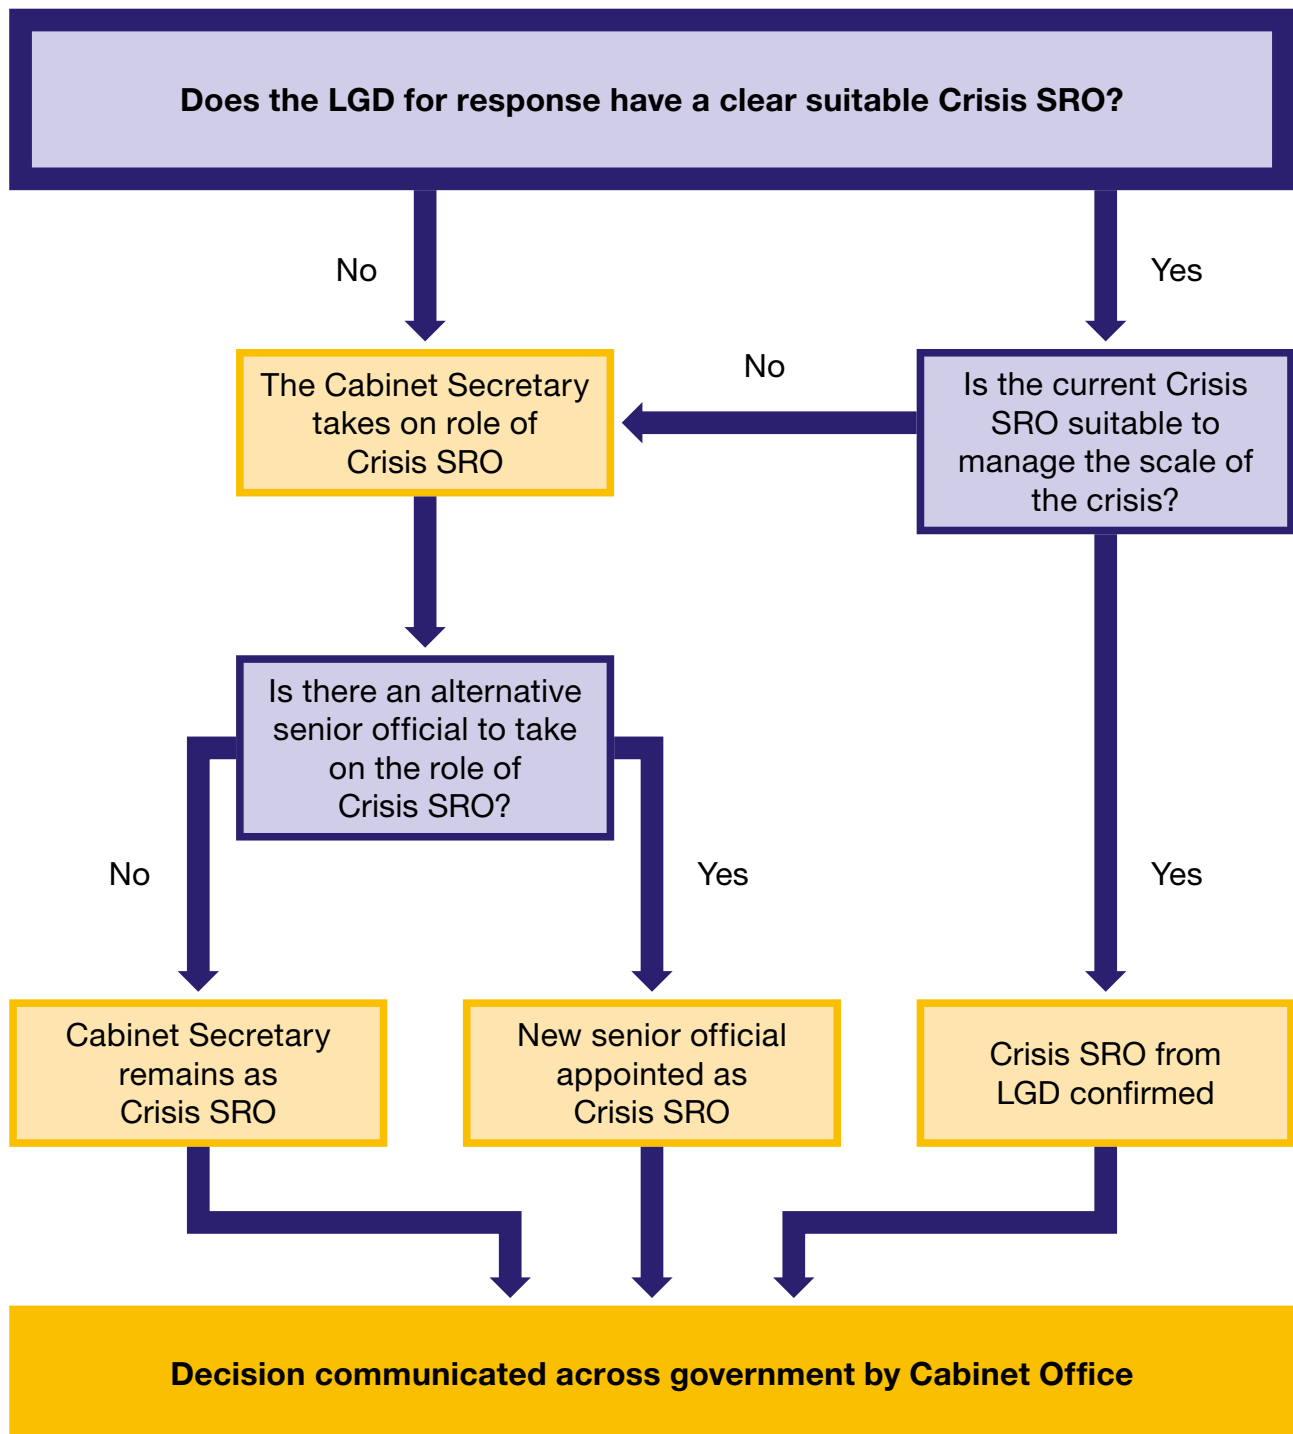 Does the LGD for response have a clear suitable Crisis SRO?
No
Yes
The Cabinet Secretary
takes on role of
Crisis SRO
No
Is the current Crisis
SRO suitable to
manage the scale of
the crisis?
Is there an alternative
senior official to take
on the role of
Crisis SRO?
No
Yes
Yes
Cabinet Secretary
remains as
Crisis SRO
New senior official
appointed as
Crisis SRO
Crisis SRO from
LGD confirmed
Decision communicated across government by Cabinet Office